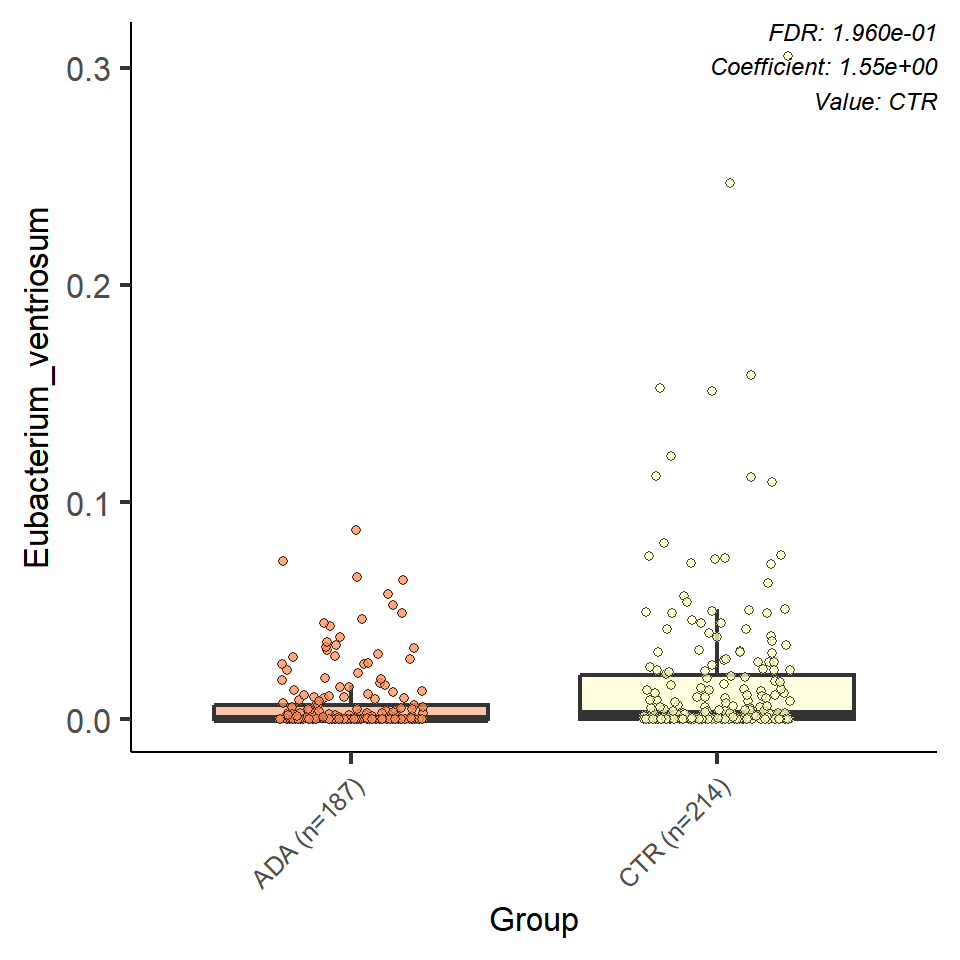 FDR: 1.960e-01
Coefficient: 1.55e+00
Value: CTR
Eubacterium_ventriosum
0.3
0.2
0.1
0.0
ADA (n=187)
CTR (n=214)
Group